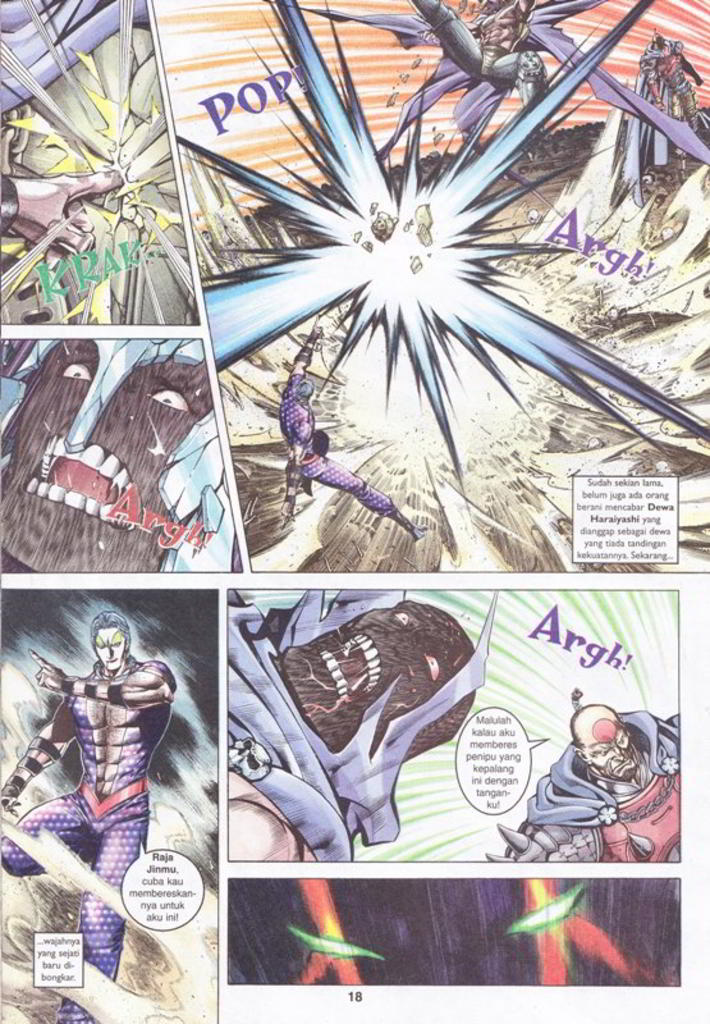 KRAK..
POP!
Argh!
Argh!
Sudah sekian lama,
belum juga ada orang
berani mencabar Dewa
Haraiyashi yang
dianggap sebagai dewa
yang tiada tandingan
kekuatannya. Sekarang...
Raja
Jinmu,
cuba kau
membereskan-
nya untuk
aku ini!
...wajahnya
yang sejati
baru di-
bongkar.
Argh!
Malulah
kalau aku
memberes
penipu yang
kepalang
ini dengan
tangan-
ku!
18